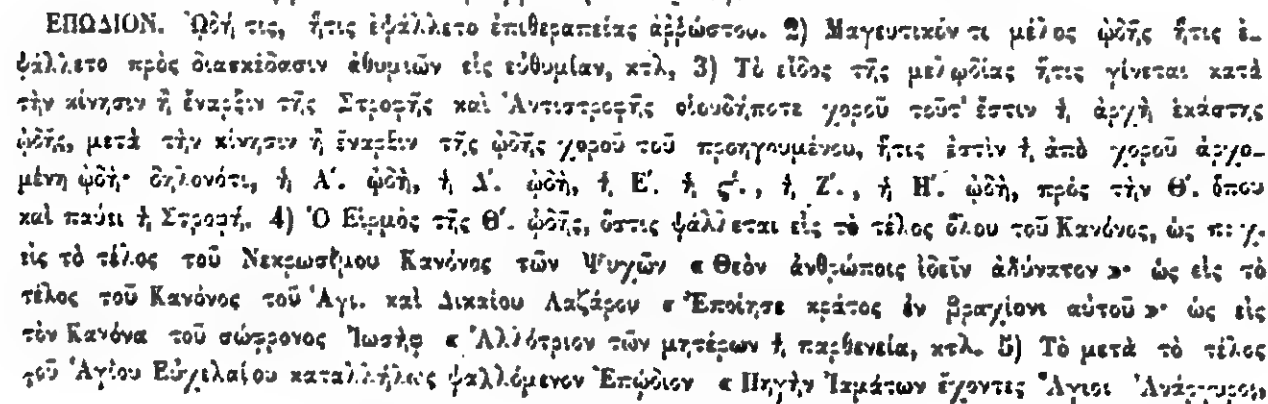 ΕΠΩΔΙΟΝ. Ὠδή τις, ἥτις ἐψάλλετο ἐπιθεραπείας ἀῤῥώστου. 2) Μαγευτικόν τι μέλος ᾠδῆς ἥτις ἐ-
ψάλλετο πρὸς διασκέδασιν ἀθυμιῶν εἰς εὐθυμίαν, κτλ, 3) Τὸ εἶδος τῆς μελῳδίας ἥτις γίνεται κατὰ
τὴν κίνησιν ἢ ἔναρξιν τῆς Στροφῆς καὶ Ἀντιστροφῆς οἱουδήποτε χοροῦ τοῦτ' ἔστιν ἡ ἀρχὴ ἑκάστης
ᾠδῆς, μετὰ τὴν κίνησιν ἢ ἔναρξιν τῆς ᾠδῆς χοροῦ τοῦ προηγουμένου, ἥτις ἐστὶν ἡ ἀπὸ χοροῦ ἀρχο-
μένη ᾠδή· δηλονότι, ἡ Α΄. ᾠδὴ, ἡ Δ΄. ᾠδὴ, ἡ Ε΄. ἡ ς΄., ἡ Ζ΄., ἡ Η΄. ᾠδὴ, πρὸς τὴν Θ΄. ὅπου
καὶ παύει ἡ Στροφή. 4) Ὁ Εἱρμὸς τῆς Θ΄. ᾠδῆς, ὅστις ψάλλεται εἰς τὸ τέλος ὅλου τοῦ Κανόνος, ὡς π. χ.
εἰς τὸ τέλος τοῦ Νεκρωσήμου Κανόνος τῶν Ψυχῶν « Θεὸν ἀνθρώποις ἰδεῖν ἀδύνατον »· ὡς εἰς τὸ
τέλος τοῦ Κανόνος τοῦ Ἁγι. καὶ Δικαίου Λαζάρου « Ἐποίησε κράτος ἐν βραχίονι αὑτοῦ »· ὡς εἰς
τὸν Κανόνα τοῦ σώφρονος Ἰωσὴφ « Ἀλλότριον τῶν μητέρων ἡ παρθενεία, κτλ. 5) Τὸ μετὰ τὸ τέλος
τοῦ Ἁγίου Εὐχελαίου καταλλήλως ψαλλόμενον Ἐπῴδιον « Πηγὴν Ἰαμάτων ἔχοντες Ἅγιοι Ἀνάργυροι,